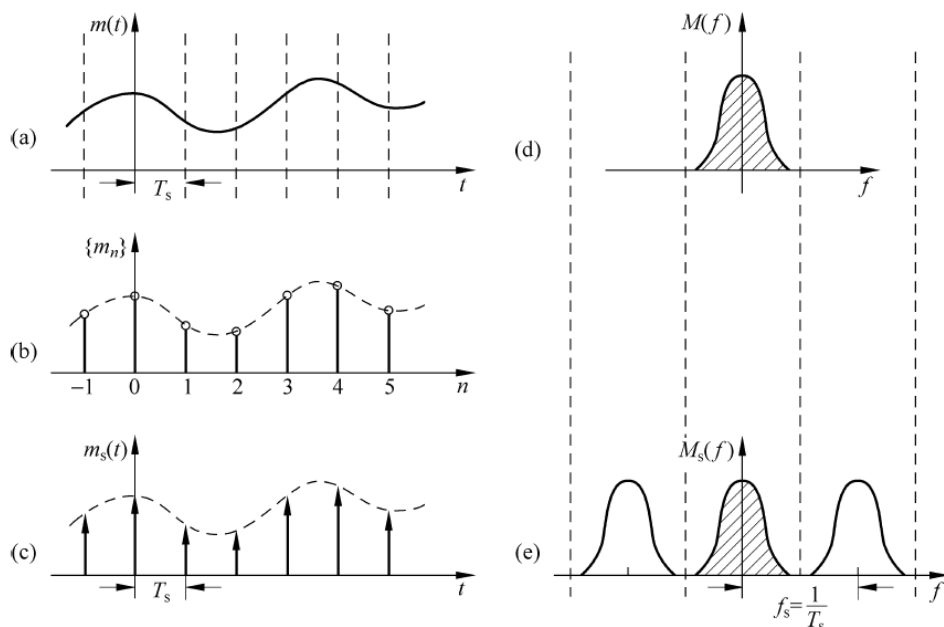 m(t)
(a)
T_s
t
{m_n}
(b)
−1 0 1 2 3 4 5 n
m_s(t)
(c)
T_s
t
M(f)
(d)
f
M_s(f)
(e)
f_s = 1/T_s
f